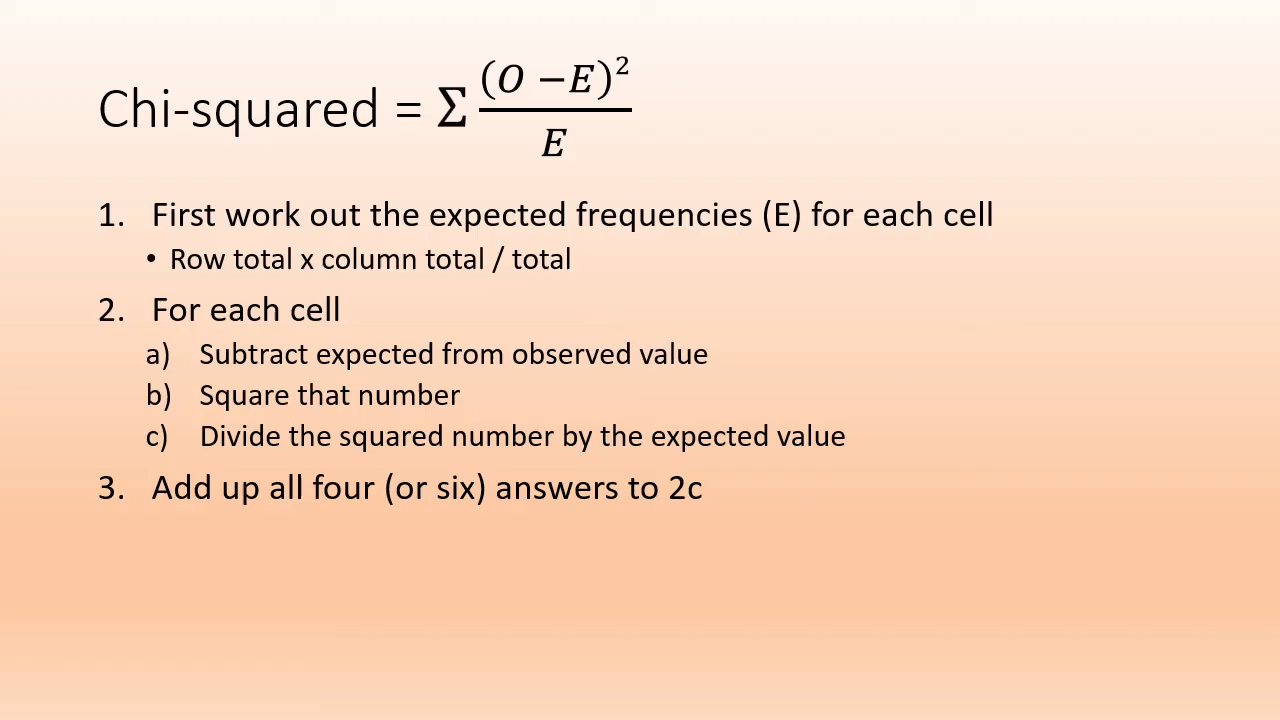 Chi-squared = Σ (O −E)² / E
1. First work out the expected frequencies (E) for each cell
• Row total x column total / total
2. For each cell
a) Subtract expected from observed value
b) Square that number
c) Divide the squared number by the expected value
3. Add up all four (or six) answers to 2c